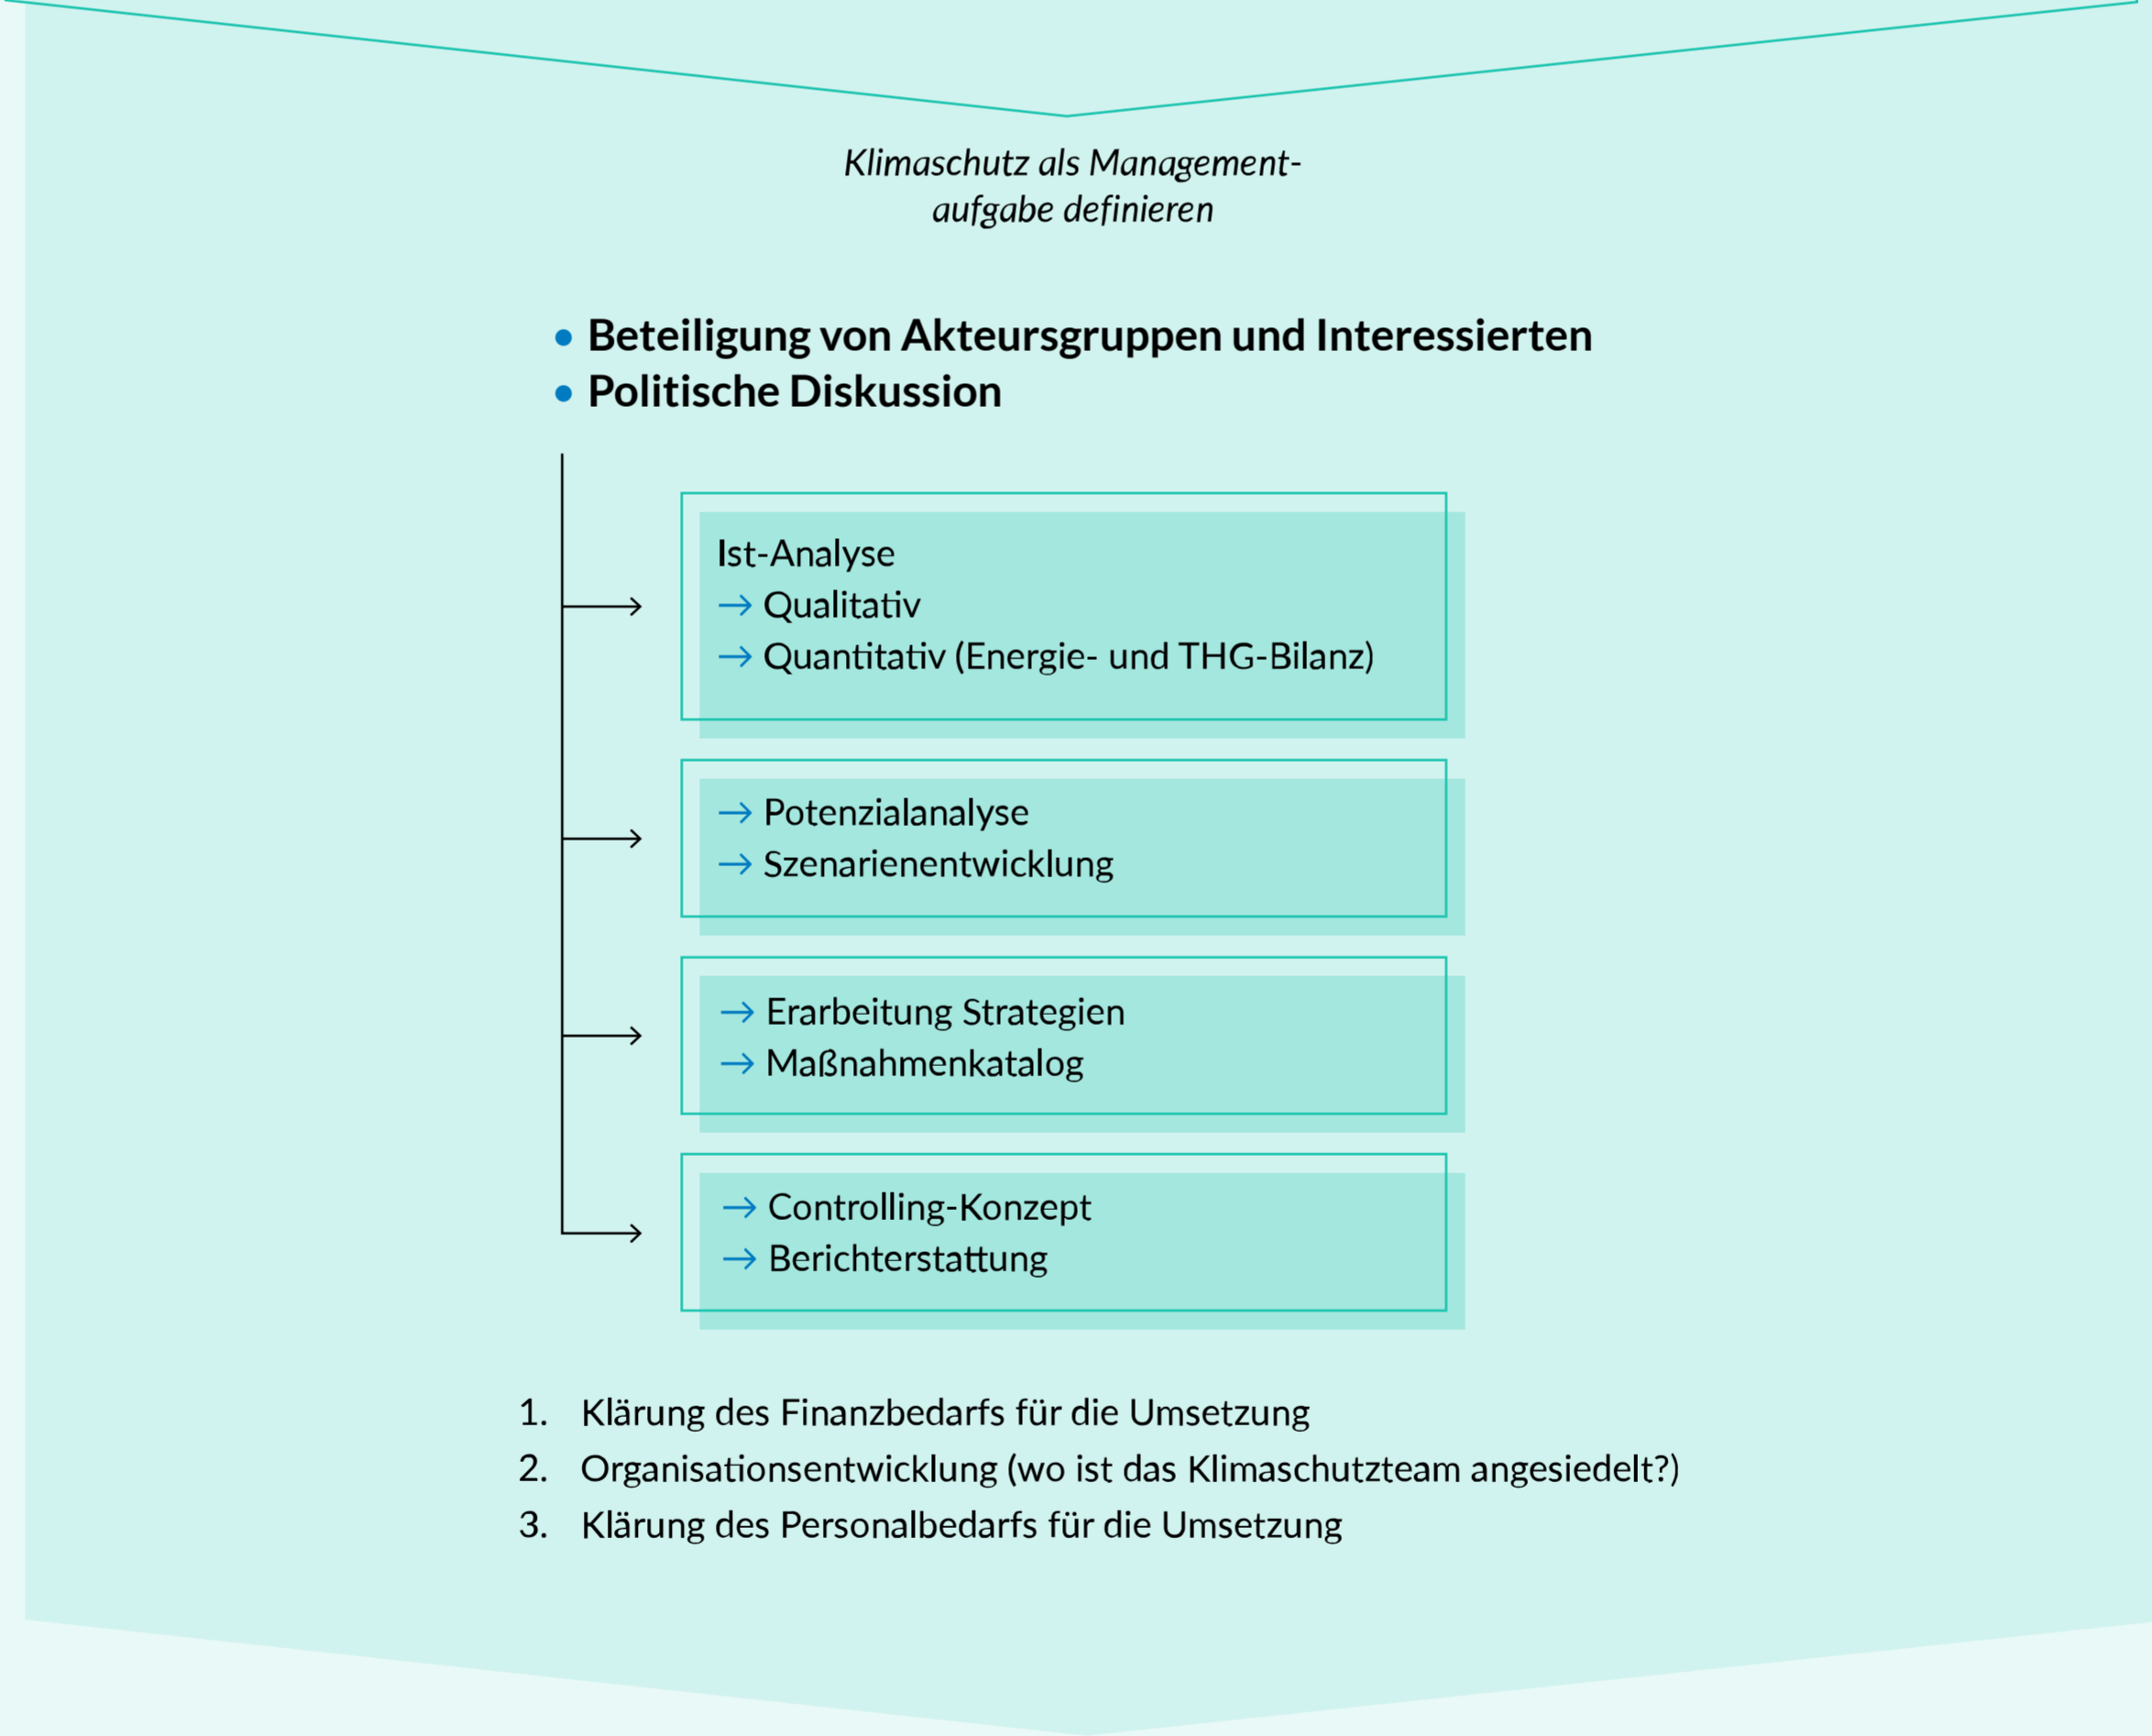 Klimaschutz als Management-
aufgabe definieren
• Beteiligung von Akteursgruppen und Interessierten
• Politische Diskussion
Ist-Analyse
→ Qualitativ
→ Quantitativ (Energie- und THG-Bilanz)
→ Potenzialanalyse
→ Szenarienentwicklung
→ Erarbeitung Strategien
→ Maßnahmenkatalog
→ Controlling-Konzept
→ Berichterstattung
1. Klärung des Finanzbedarfs für die Umsetzung
2. Organisationsentwicklung (wo ist das Klimaschutzteam angesiedelt?)
3. Klärung des Personalbedarfs für die Umsetzung